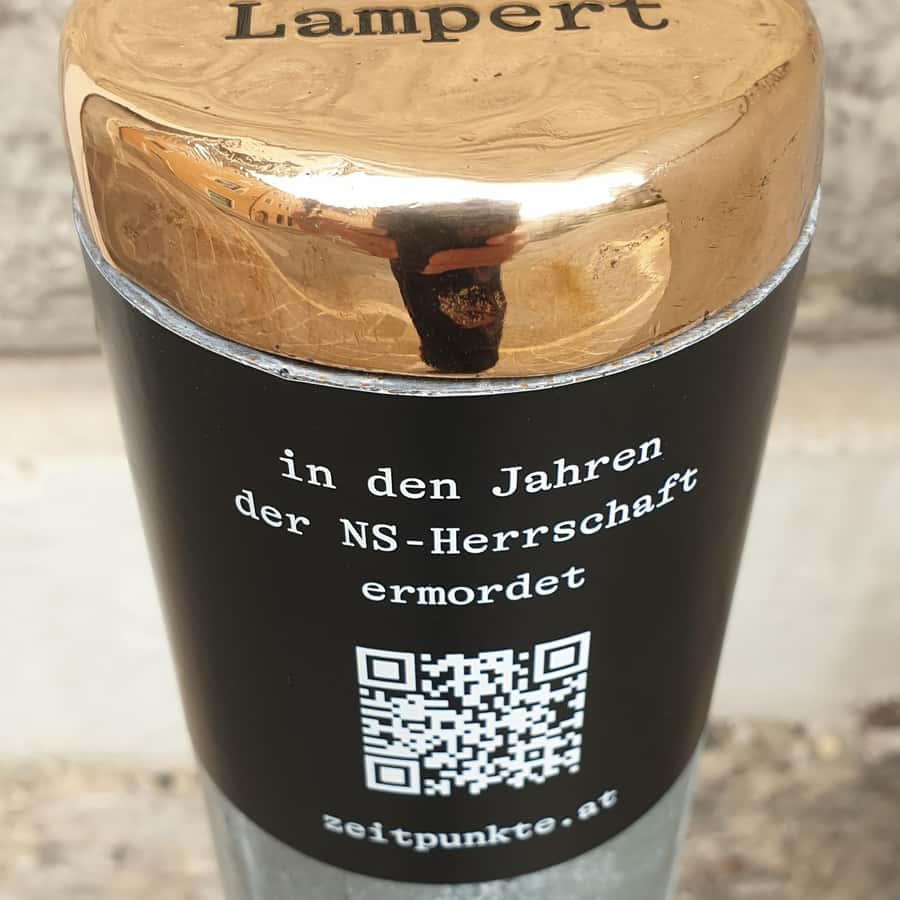 Lampert
in den Jahren
der NS-Herrschaft
ermordet
zeitpunkte.at